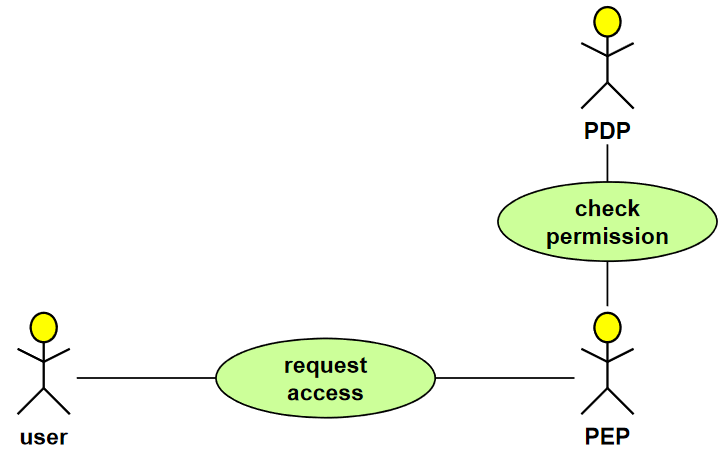 PDP
check
permission
request
access
user
PEP